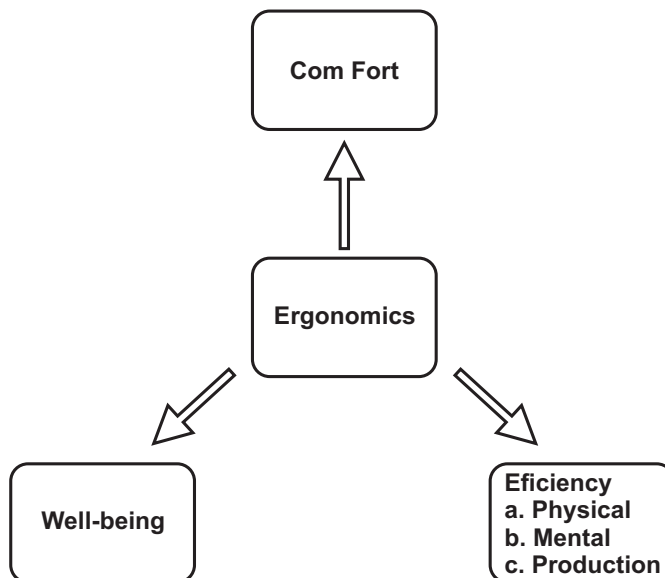 Com Fort
Ergonomics
Well-being
Eficiency
a. Physical
b. Mental
c. Production